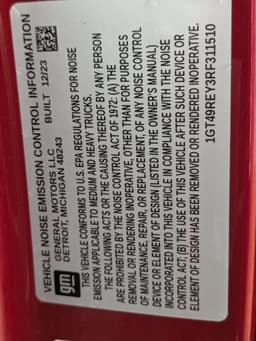 VEHICLE NOISE EMISSION CONTROL INFORMATION
BUILT 12/23
GENERAL MOTORS LLC
DETROIT, MICHIGAN 48243
gm
THIS VEHICLE CONFORMS TO U.S. EPA REGULATIONS FOR NOISE
EMISSION APPLICABLE TO MEDIUM AND HEAVY TRUCKS.
THE FOLLOWING ACTS OR THE CAUSING THEREOF BY ANY PERSON
ARE PROHIBITED BY THE NOISE CONTROL ACT OF 1972: (A) THE
REMOVAL OR RENDERING INOPERATIVE, OTHER THAN FOR PURPOSES
OF MAINTENANCE, REPAIR, OR REPLACEMENT, OF ANY NOISE CONTROL
DEVICE OR ELEMENT OF DESIGN (LISTED IN THE OWNER'S MANUAL)
INCORPORATED INTO THIS VEHICLE IN COMPLIANCE WITH THE NOISE
CONTROL ACT; (B) THE USE OF THIS VEHICLE AFTER SUCH DEVICE OR
ELEMENT OF DESIGN HAS BEEN REMOVED OR RENDERED INOPERATIVE.
1GT49REY3RF311510